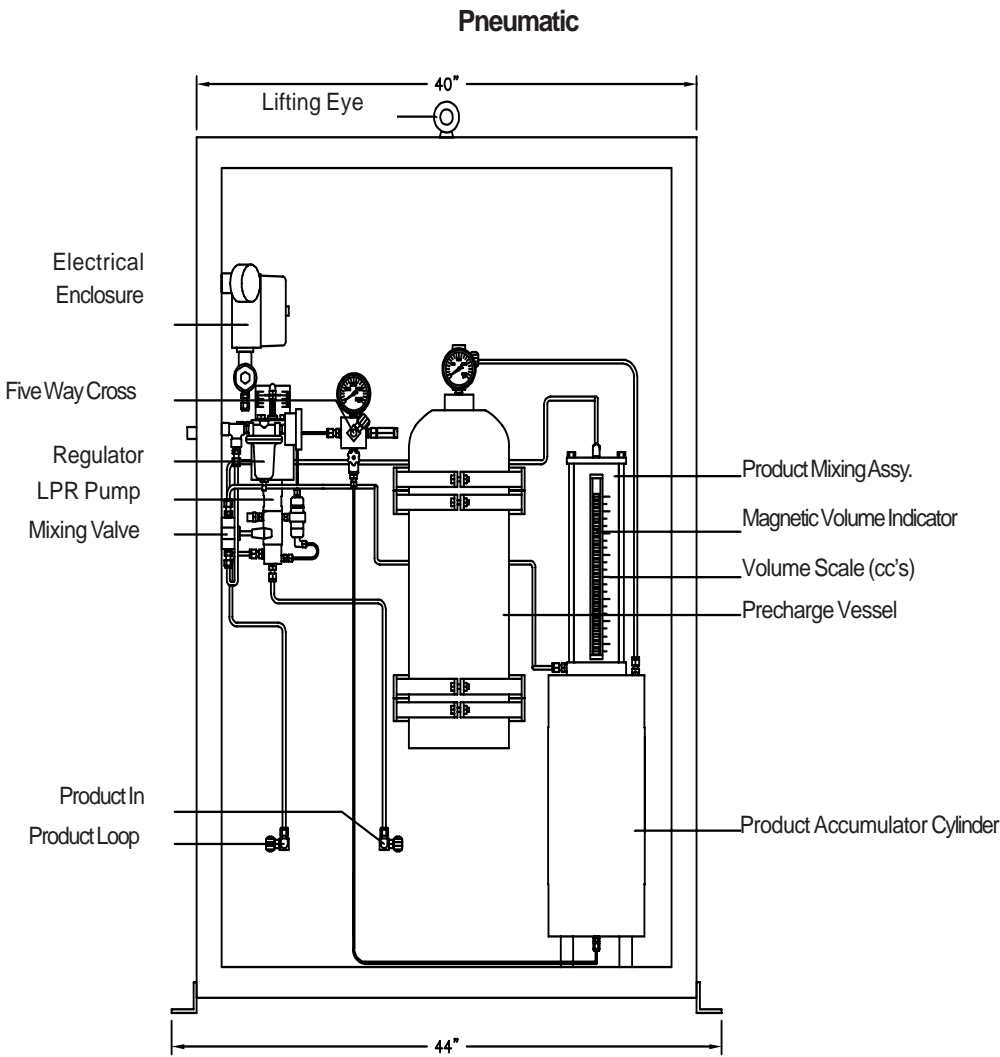 Pneumatic
40"
Lifting Eye
Electrical
Enclosure
Five Way Cross
Regulator
LPR Pump
Mixing Valve
Product Mixing Assy.
Magnetic Volume Indicator
Volume Scale (cc's)
Precharge Vessel
Product In
Product Loop
Product Accumulator Cylinder
44"